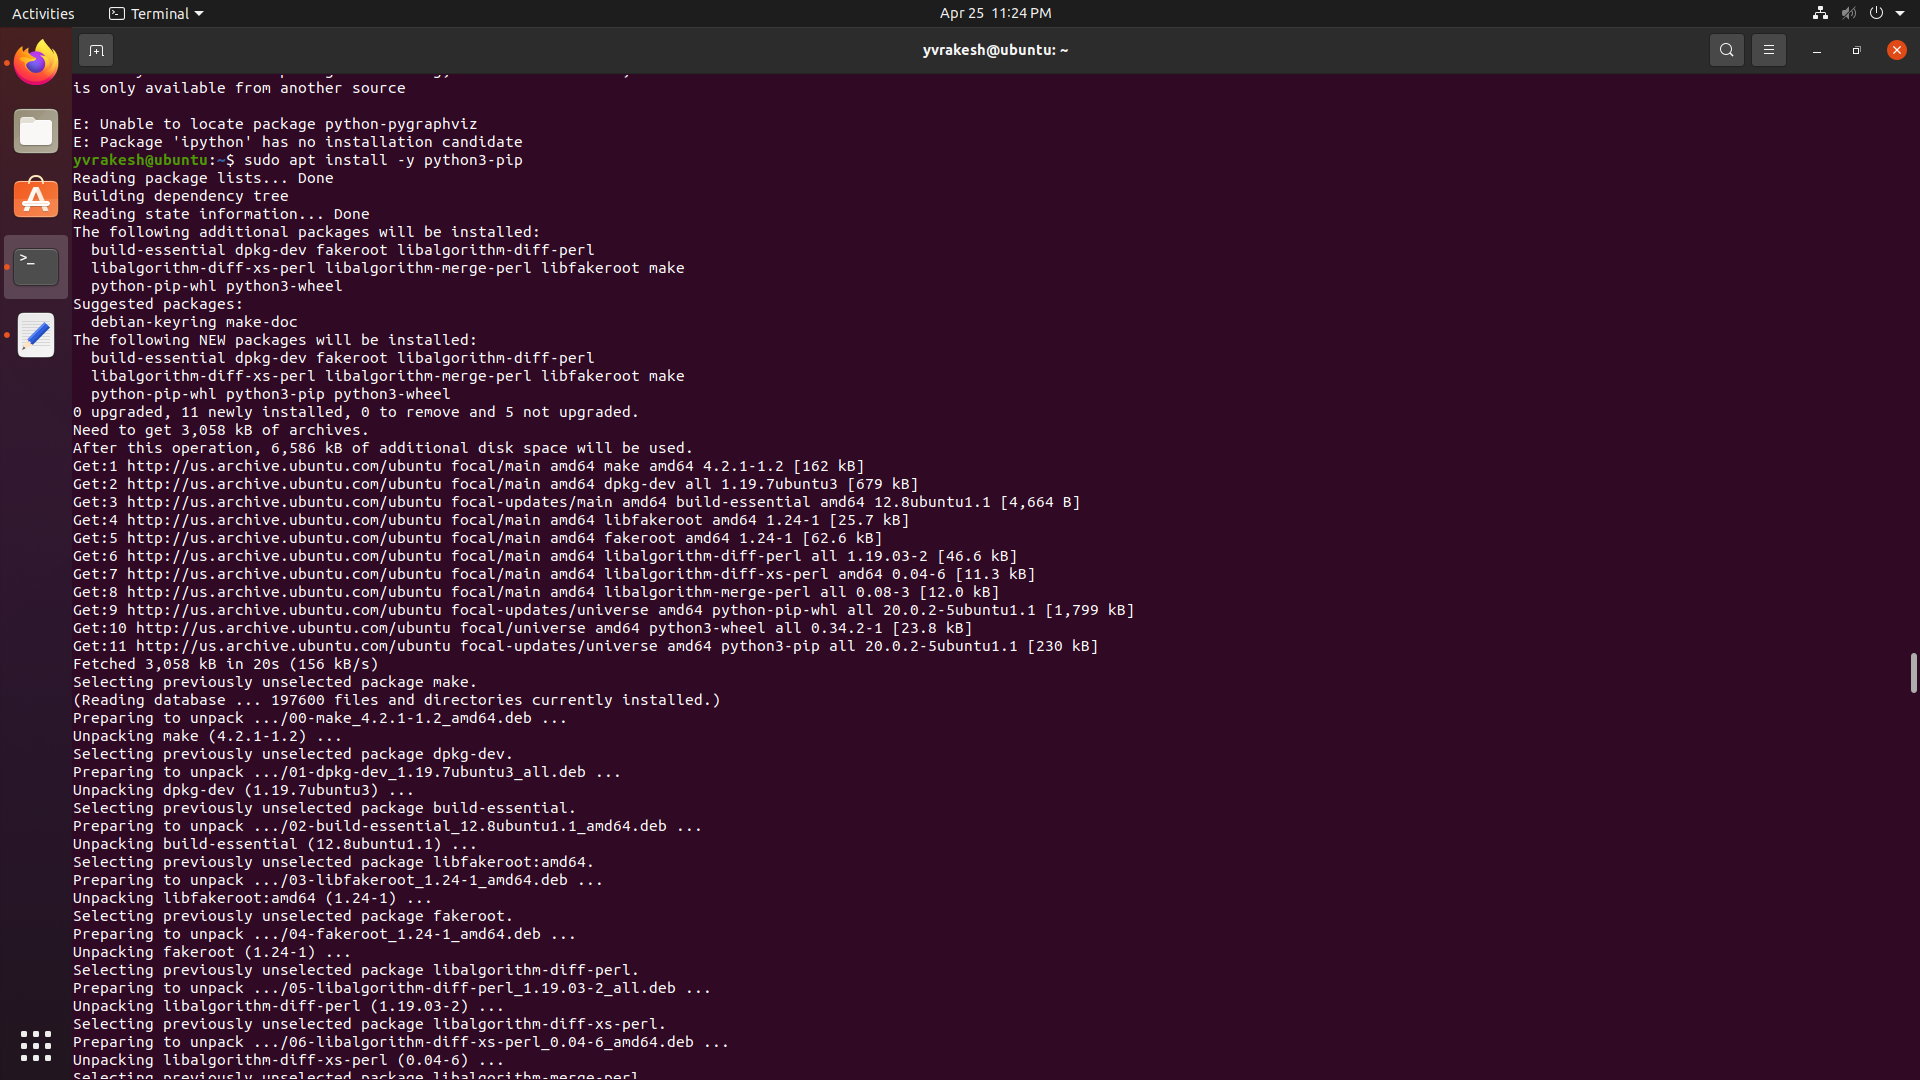 Activities
Terminal
Apr 25 11:24 PM
yvrakesh@ubuntu: ~
is only available from another source
E: Unable to locate package python-pygraphviz
E: Package 'ipython' has no installation candidate
yvrakesh@ubuntu:~$ sudo apt install -y python3-pip
Reading package lists... Done
Building dependency tree
Reading state information... Done
The following additional packages will be installed:
build-essential dpkg-dev fakeroot libalgorithm-diff-perl
libalgorithm-diff-xs-perl libalgorithm-merge-perl libfakeroot make
python-pip-whl python3-wheel
Suggested packages:
debian-keyring make-doc
The following NEW packages will be installed:
build-essential dpkg-dev fakeroot libalgorithm-diff-perl
libalgorithm-diff-xs-perl libalgorithm-merge-perl libfakeroot make
python-pip-whl python3-pip python3-wheel
0 upgraded, 11 newly installed, 0 to remove and 5 not upgraded.
Need to get 3,058 kB of archives.
After this operation, 6,586 kB of additional disk space will be used.
Get:1 http://us.archive.ubuntu.com/ubuntu focal/main amd64 make amd64 4.2.1-1.2 [162 kB]
Get:2 http://us.archive.ubuntu.com/ubuntu focal/main amd64 dpkg-dev all 1.19.7ubuntu3 [679 kB]
Get:3 http://us.archive.ubuntu.com/ubuntu focal-updates/main amd64 build-essential amd64 12.8ubuntu1.1 [4,664 B]
Get:4 http://us.archive.ubuntu.com/ubuntu focal/main amd64 libfakeroot amd64 1.24-1 [25.7 kB]
Get:5 http://us.archive.ubuntu.com/ubuntu focal/main amd64 fakeroot amd64 1.24-1 [62.6 kB]
Get:6 http://us.archive.ubuntu.com/ubuntu focal/main amd64 libalgorithm-diff-perl all 1.19.03-2 [46.6 kB]
Get:7 http://us.archive.ubuntu.com/ubuntu focal/main amd64 libalgorithm-diff-xs-perl amd64 0.04-6 [11.3 kB]
Get:8 http://us.archive.ubuntu.com/ubuntu focal/main amd64 libalgorithm-merge-perl all 0.08-3 [12.0 kB]
Get:9 http://us.archive.ubuntu.com/ubuntu focal-updates/universe amd64 python-pip-whl all 20.0.2-5ubuntu1.1 [1,799 kB]
Get:10 http://us.archive.ubuntu.com/ubuntu focal/universe amd64 python3-wheel all 0.34.2-1 [23.8 kB]
Get:11 http://us.archive.ubuntu.com/ubuntu focal-updates/universe amd64 python3-pip all 20.0.2-5ubuntu1.1 [230 kB]
Fetched 3,058 kB in 20s (156 kB/s)
Selecting previously unselected package make.
(Reading database ... 197600 files and directories currently installed.)
Preparing to unpack .../00-make_4.2.1-1.2_amd64.deb ...
Unpacking make (4.2.1-1.2) ...
Selecting previously unselected package dpkg-dev.
Preparing to unpack .../01-dpkg-dev_1.19.7ubuntu3_all.deb ...
Unpacking dpkg-dev (1.19.7ubuntu3) ...
Selecting previously unselected package build-essential.
Preparing to unpack .../02-build-essential_12.8ubuntu1.1_amd64.deb ...
Unpacking build-essential (12.8ubuntu1.1) ...
Selecting previously unselected package libfakeroot:amd64.
Preparing to unpack .../03-libfakeroot_1.24-1_amd64.deb ...
Unpacking libfakeroot:amd64 (1.24-1) ...
Selecting previously unselected package fakeroot.
Preparing to unpack .../04-fakeroot_1.24-1_amd64.deb ...
Unpacking fakeroot (1.24-1) ...
Selecting previously unselected package libalgorithm-diff-perl.
Preparing to unpack .../05-libalgorithm-diff-perl_1.19.03-2_all.deb ...
Unpacking libalgorithm-diff-perl (1.19.03-2) ...
Selecting previously unselected package libalgorithm-diff-xs-perl.
Preparing to unpack .../06-libalgorithm-diff-xs-perl_0.04-6_amd64.deb ...
Unpacking libalgorithm-diff-xs-perl (0.04-6) ...
Selecting previously unselected package libalgorithm-merge-perl.